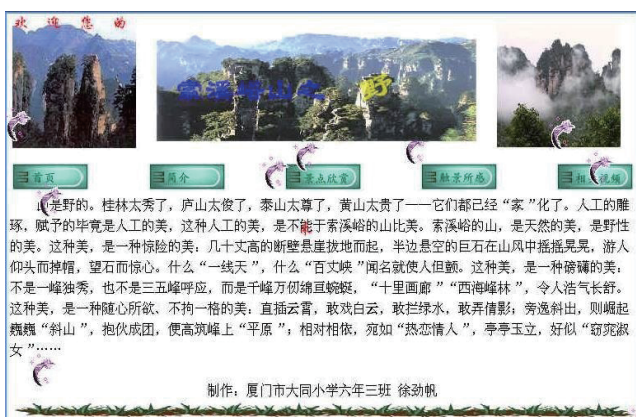 欢迎您的
索溪峪山之野
首页 简介 景点欣赏 触景所感 相关视频
山是野的。桂林太秀了，庐山太俊了，泰山太尊了，黄山太贵了——它们都已经“家”化了。人工的雕
琢，赋予的毕竟是人工的美，这种人工的美，是不能于索溪峪的山比美。索溪峪的山，是天然的美，是野性
的美。这种美，是一种惊险的美：几十丈高的断壁悬崖拔地而起，半边悬空的巨石在山风中摇摇晃晃，游人
仰头而掉帽，望石而惊心。什么“一线天”，什么“百丈峡”闻名就使人但颤。这种美，是一种磅礴的美：
不是一峰独秀，也不是三五峰呼应，而是千峰万仞绵亘蜿蜒，“十里画廊”“西海峰林”，令人浩气长舒。
这种美，是一种随心所欲、不拘一格的美：直插云霄，敢戏白云，敢拦绿水，敢弄倩影；旁逸斜出，则崛起
巍巍“斜山”，抱伙成团，便高筑峰上“平原”；相对相依，宛如“热恋情人”，亭亭玉立，好似“窈窕淑
女”……
制作：厦门市大同小学六年三班 徐劲帆